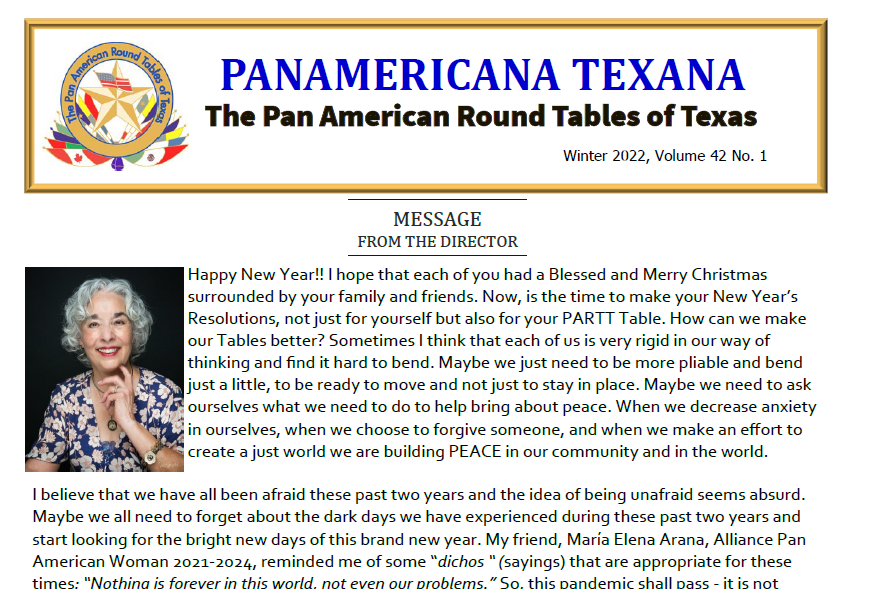 The Pan American Round Tables of Texas
PANAMERICANA TEXANA
The Pan American Round Tables of Texas
Winter 2022, Volume 42 No. 1
MESSAGE
FROM THE DIRECTOR
Happy New Year!! I hope that each of you had a Blessed and Merry Christmas
surrounded by your family and friends. Now, is the time to make your New Year’s
Resolutions, not just for yourself but also for your PARTT Table. How can we make
our Tables better? Sometimes I think that each of us is very rigid in our way of
thinking and find it hard to bend. Maybe we just need to be more pliable and bend
just a little, to be ready to move and not just to stay in place. Maybe we need to ask
ourselves what we need to do to help bring about peace. When we decrease anxiety
in ourselves, when we choose to forgive someone, and when we make an effort to
create a just world we are building PEACE in our community and in the world.
I believe that we have all been afraid these past two years and the idea of being unafraid seems absurd.
Maybe we all need to forget about the dark days we have experienced during these past two years and
start looking for the bright new days of this brand new year. My friend, María Elena Arana, Alliance Pan
American Woman 2021-2024, reminded me of some “dichos “ (sayings) that are appropriate for these
times: “Nothing is forever in this world, not even our problems.” So, this pandemic shall pass - it is not